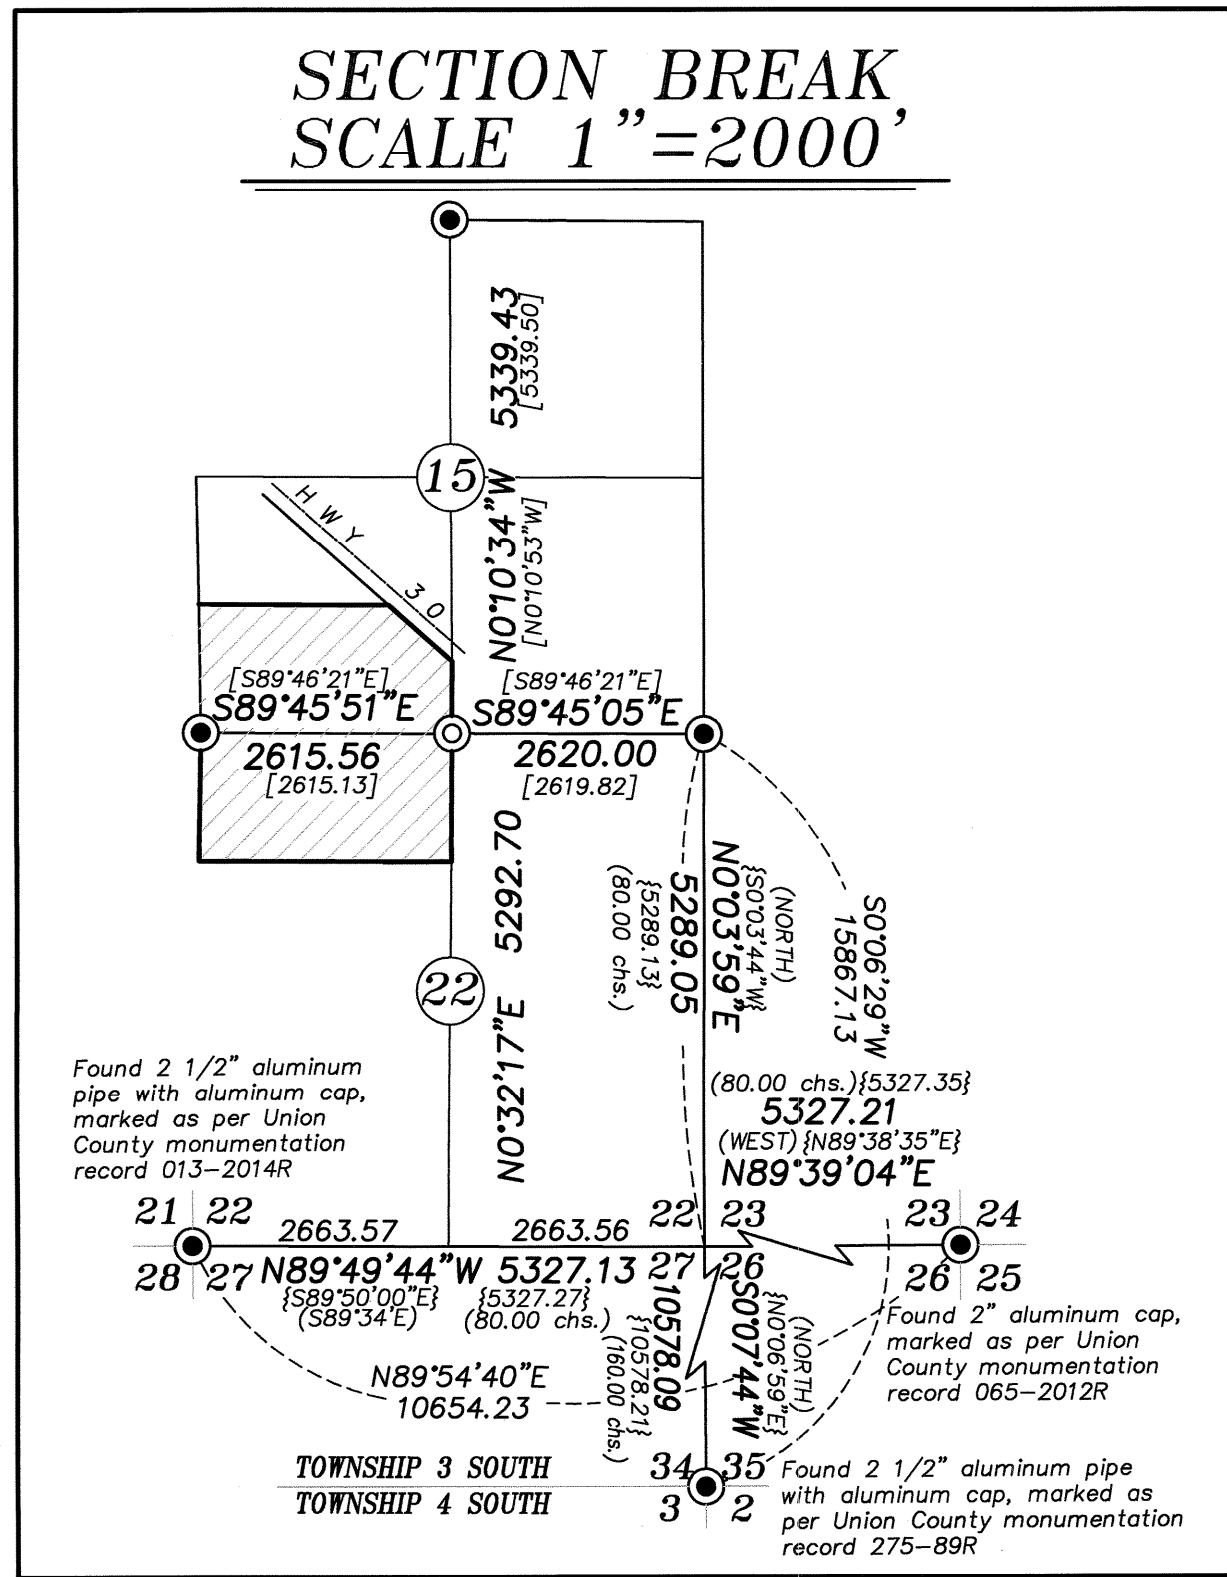 SECTION BREAK
SCALE 1"=2000'
5339.43
[5339.50]
15
HWY 30
N0°10'34"W
[N0°10'53"W]
[S89°46'21"E]
S89°45'51"E
2615.56
[2615.13]
[S89°46'21"E]
S89°45'05"E
2620.00
[2619.82]
5292.70
N0°32'17"E
22
(NORTH)
{S0°03'44"W}
N0°03'59"E
5289.05
{5289.13}
(80.00 chs.)
S0°06'29"W
15867.13
Found 2 1/2" aluminum
pipe with aluminum cap,
marked as per Union
County monumentation
record 013-2014R
(80.00 chs.){5327.35}
5327.21
(WEST) {N89°38'35"E}
N89°39'04"E
21 22
28 27
2663.57
2663.56
N89°49'44"W 5327.13
{S89°50'00"E} {5327.27}
(S89°34'E) (80.00 chs.)
22 23
27 26
23 24
26 25
(NORTH)
{N0°06'59"E}
S0°07'44"W
10578.09
{10578.21}
(160.00 chs.)
N89°54'40"E
10654.23
Found 2" aluminum cap,
marked as per Union
County monumentation
record 065-2012R
TOWNSHIP 3 SOUTH
TOWNSHIP 4 SOUTH
34 35
3 2
Found 2 1/2" aluminum pipe
with aluminum cap, marked as
per Union County monumentation
record 275-89R